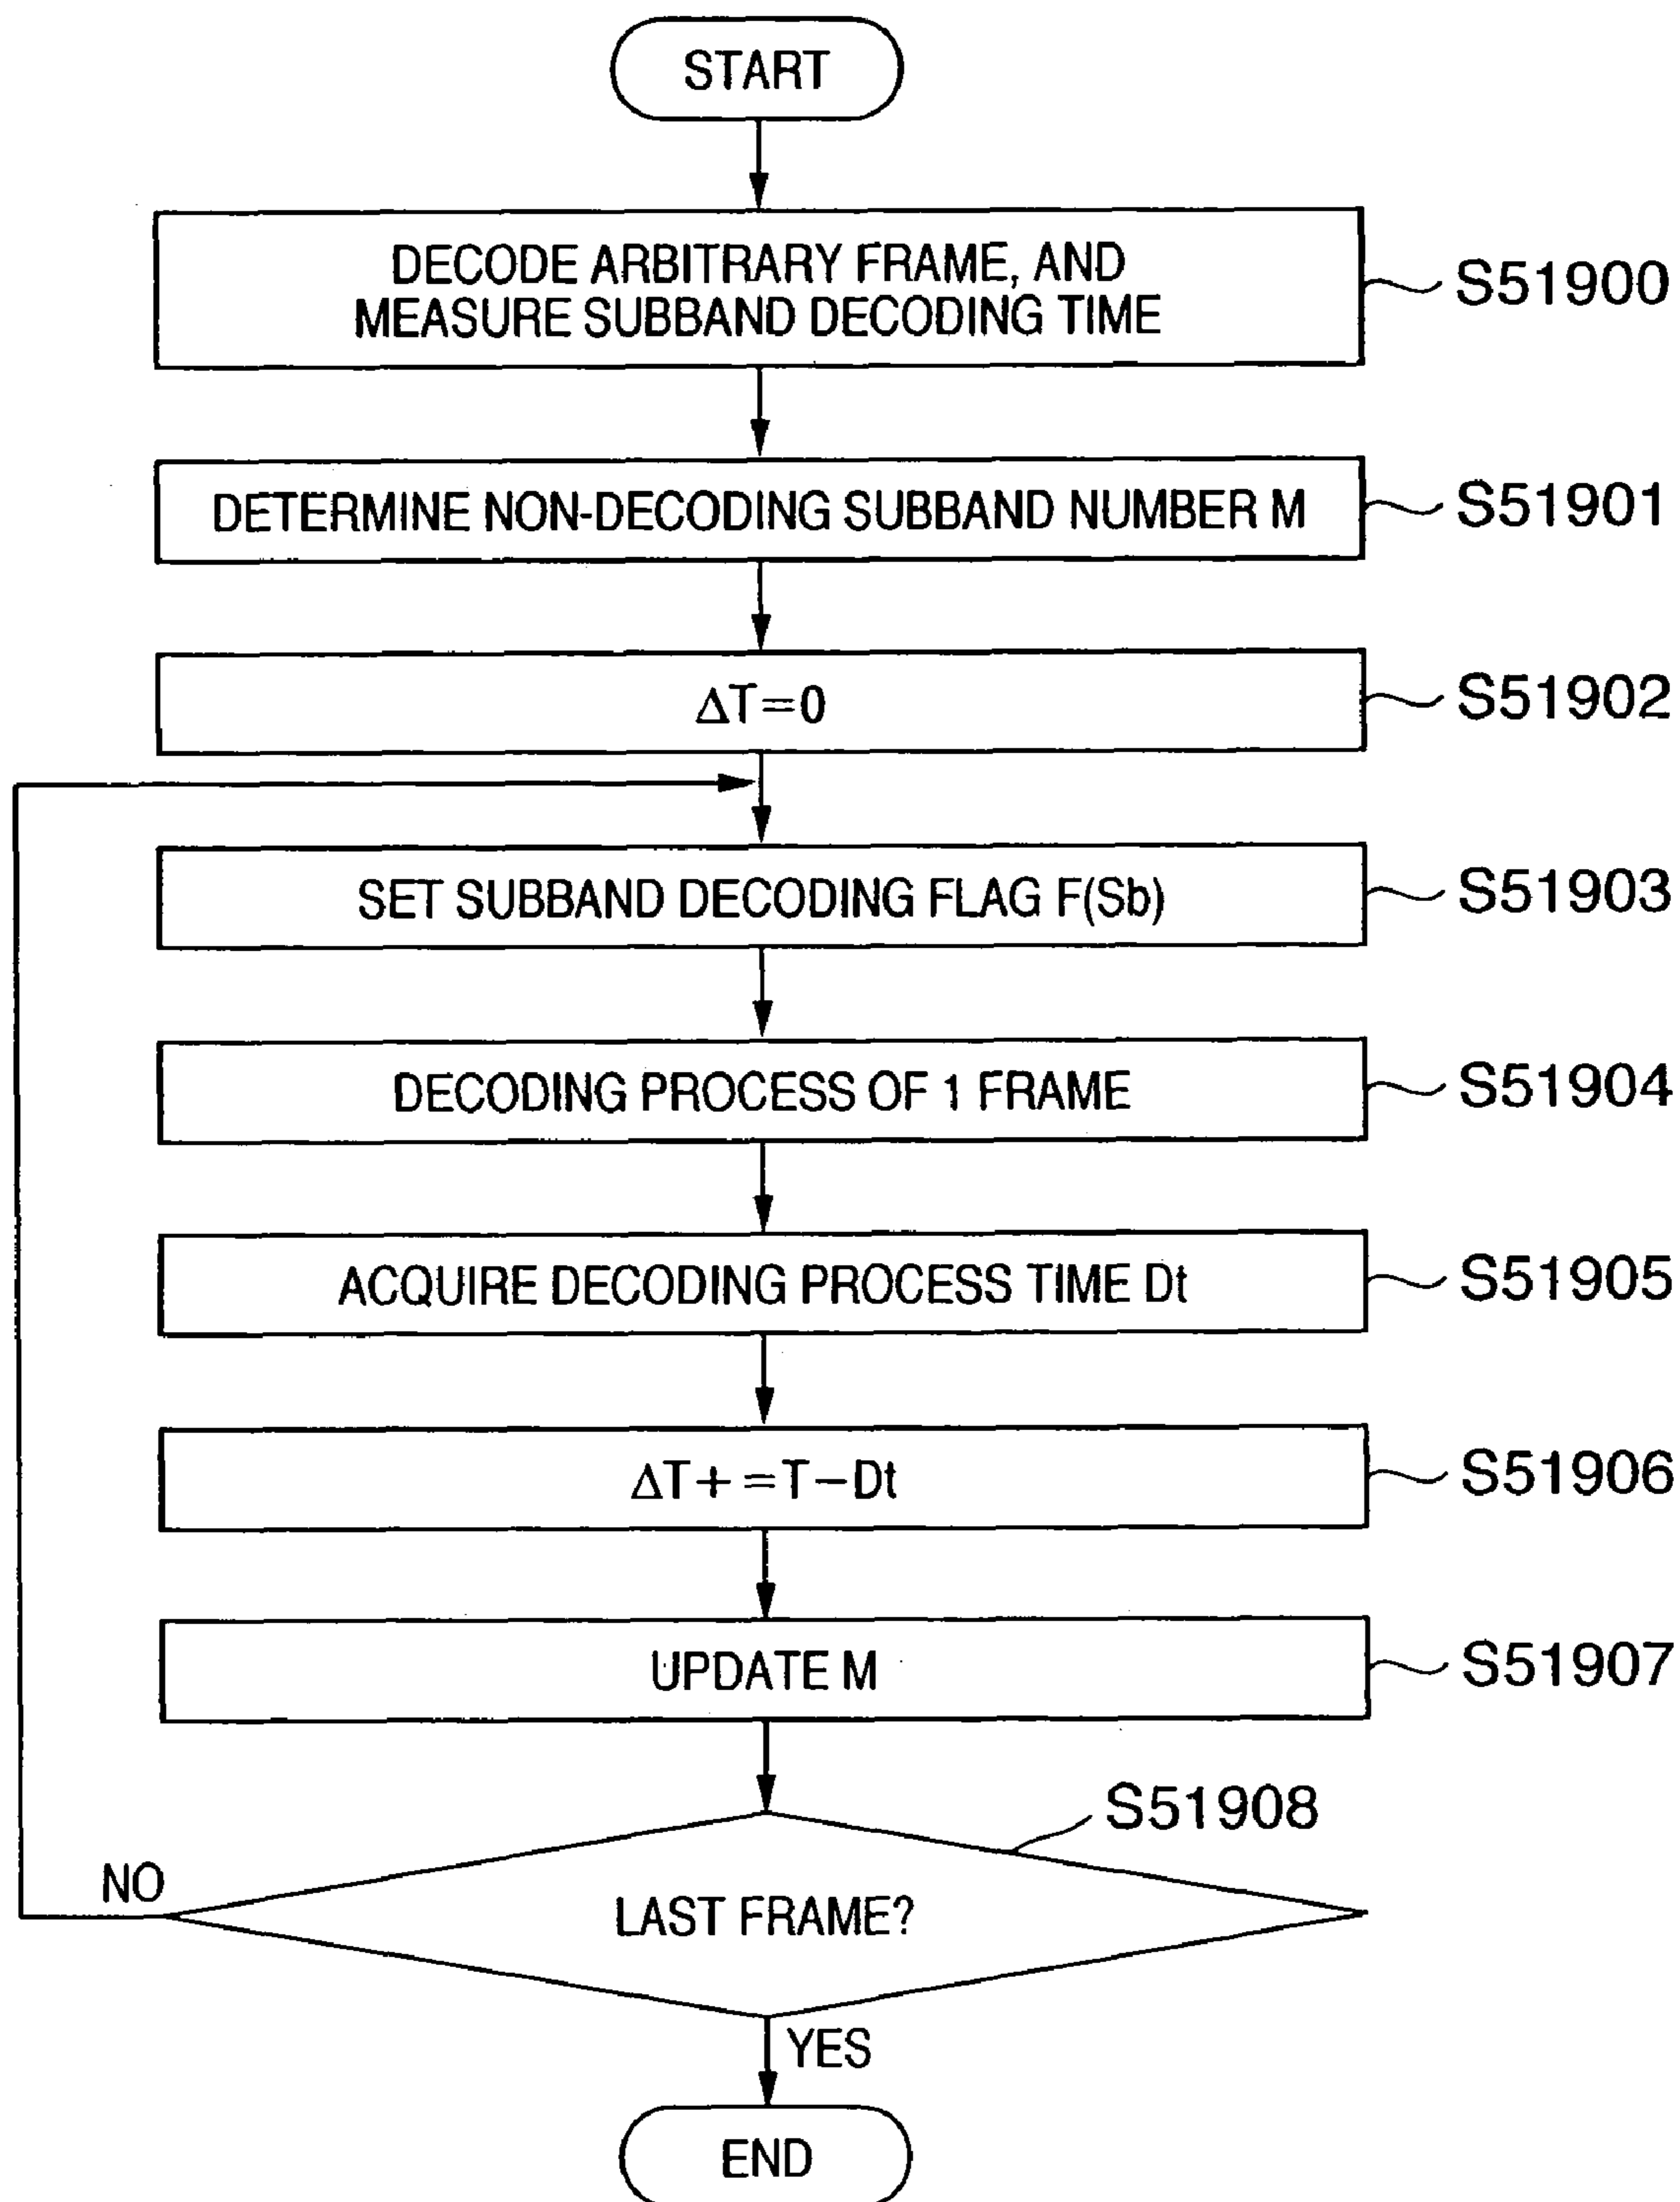 START
DECODE ARBITRARY FRAME, AND
MEASURE SUBBAND DECODING TIME
S51900
DETERMINE NON-DECODING SUBBAND NUMBER M
S51901
ΔT=0
S51902
SET SUBBAND DECODING FLAG F(Sb)
S51903
DECODING PROCESS OF 1 FRAME
S51904
ACQUIRE DECODING PROCESS TIME Dt
S51905
ΔT+=T-Dt
S51906
UPDATE M
S51907
S51908
NO
LAST FRAME?
YES
END